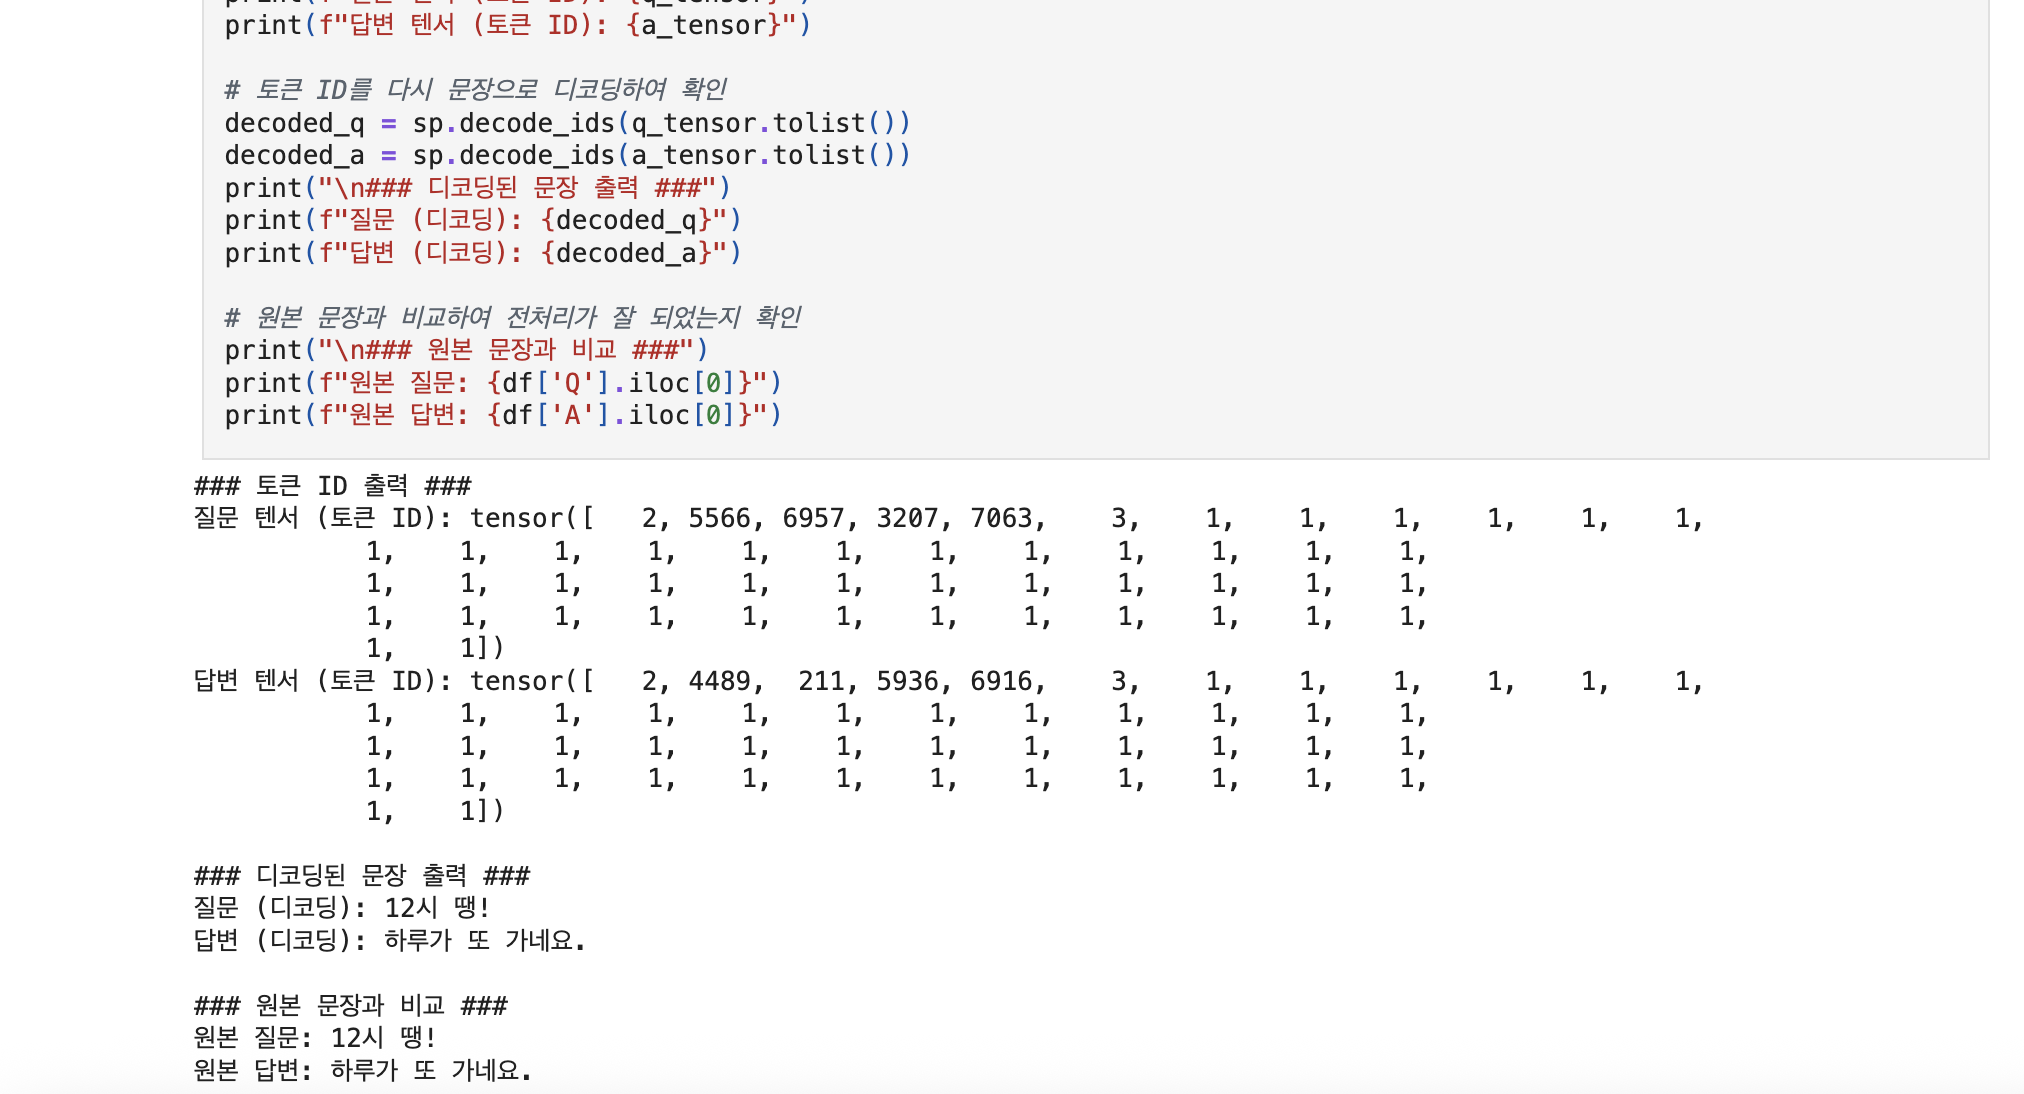 print(f"답변 텐서 (토큰 ID): {a_tensor}")
# 토큰 ID를 다시 문장으로 디코딩하여 확인
decoded_q = sp.decode_ids(q_tensor.tolist())
decoded_a = sp.decode_ids(a_tensor.tolist())
print("\n### 디코딩된 문장 출력 ###")
print(f"질문 (디코딩): {decoded_q}")
print(f"답변 (디코딩): {decoded_a}")
# 원본 문장과 비교하여 전처리가 잘 되었는지 확인
print("\n### 원본 문장과 비교 ###")
print(f"원본 질문: {df['Q'].iloc[0]}")
print(f"원본 답변: {df['A'].iloc[0]}")
### 토큰 ID 출력 ###
질문 텐서 (토큰 ID): tensor([   2, 5566, 6957, 3207, 7063,    3,    1,    1,    1,    1,    1,    1,
1,    1,    1,    1,    1,    1,    1,    1,    1,    1,    1,    1,
1,    1,    1,    1,    1,    1,    1,    1,    1,    1,    1,    1,
1,    1,    1,    1,    1,    1,    1,    1,    1,    1,    1,    1,
1,    1])
답변 텐서 (토큰 ID): tensor([   2, 4489,  211, 5936, 6916,    3,    1,    1,    1,    1,    1,    1,
1,    1,    1,    1,    1,    1,    1,    1,    1,    1,    1,    1,
1,    1,    1,    1,    1,    1,    1,    1,    1,    1,    1,    1,
1,    1,    1,    1,    1,    1,    1,    1,    1,    1,    1,    1,
1,    1])
### 디코딩된 문장 출력 ###
질문 (디코딩): 12시 땡!
답변 (디코딩): 하루가 또 가네요.
### 원본 문장과 비교 ###
원본 질문: 12시 땡!
원본 답변: 하루가 또 가네요.